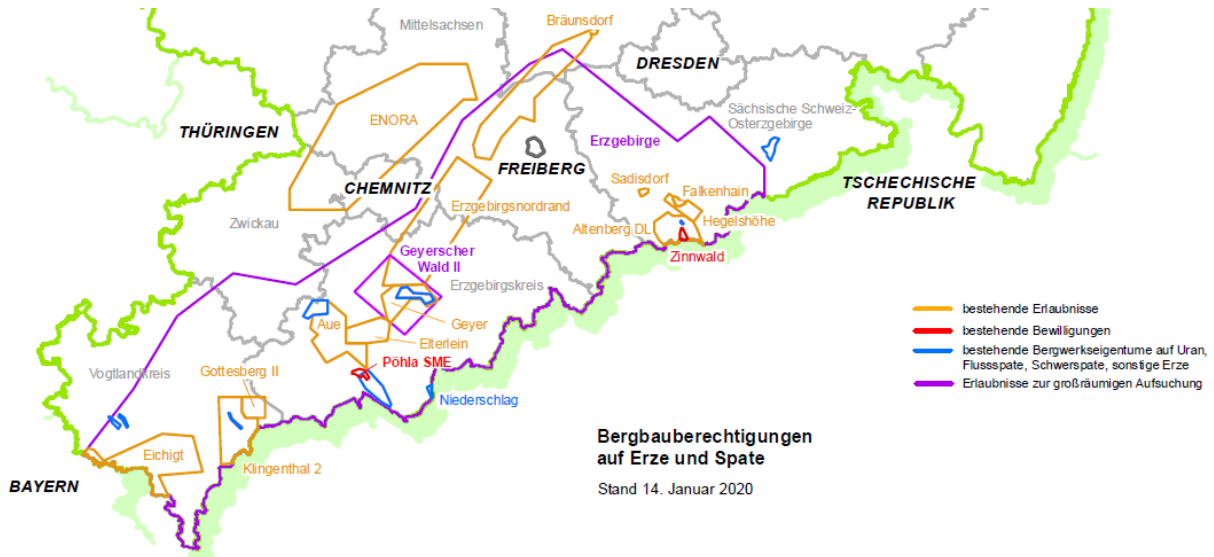 Mittelsachsen
Bräunsdorf
DRESDEN
Sächsische Schweiz-
Osterzgebirge
THÜRINGEN
ENORA
Erzgebirge
FREIBERG
CHEMNITZ
Sadisdorf
TSCHECHISCHE
REPUBLIK
Falkenhain
Erzgebirgsnordrand
Zwickau
Hegelshöhe
Altenberg DL
Geyerscher
Wald II
Zinnwald
Erzgebirgskreis
Aue
Geyer
Elterlein
Pöhla SME
Gottesberg II
Vogtlandkreis
Niederschlag
Eichigt
Klingenthal 2
BAYERN
bestehende Erlaubnisse
bestehende Bewilligungen
bestehende Bergwerkseigentume auf Uran,
Flussspate, Schwerspate, sonstige Erze
Erlaubnisse zur großräumigen Aufsuchung
Bergbauberechtigungen
auf Erze und Spate
Stand 14. Januar 2020